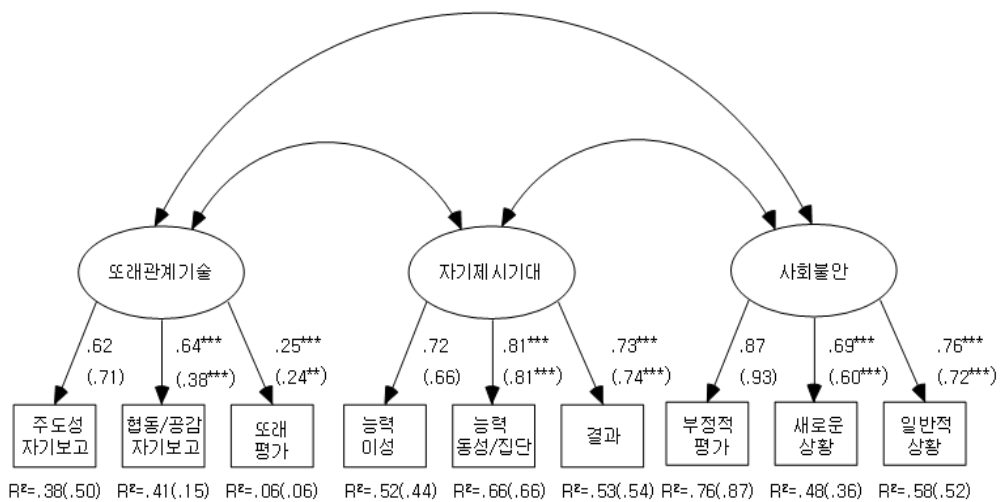 또래관계기술 자기제시기대 사회불안
.62 .64*** .25*** .72 .81*** .73*** .87 .69*** .76***
(.71) (.38***) (.24**) (.66) (.81***) (.74***) (.93) (.60***) (.72***)
주도성
자기보고
협동/공감
자기보고
또래
평가
능력
미성
능력
동성/집단
결과
부정적
평가
새로운
상황
일반적
상황
R²=.38(.50) R²=.41(.15) R²=.06(.06) R²=.52(.44) R²=.66(.66) R²=.53(.54) R²=.76(.87) R²=.48(.36) R²=.58(.52)